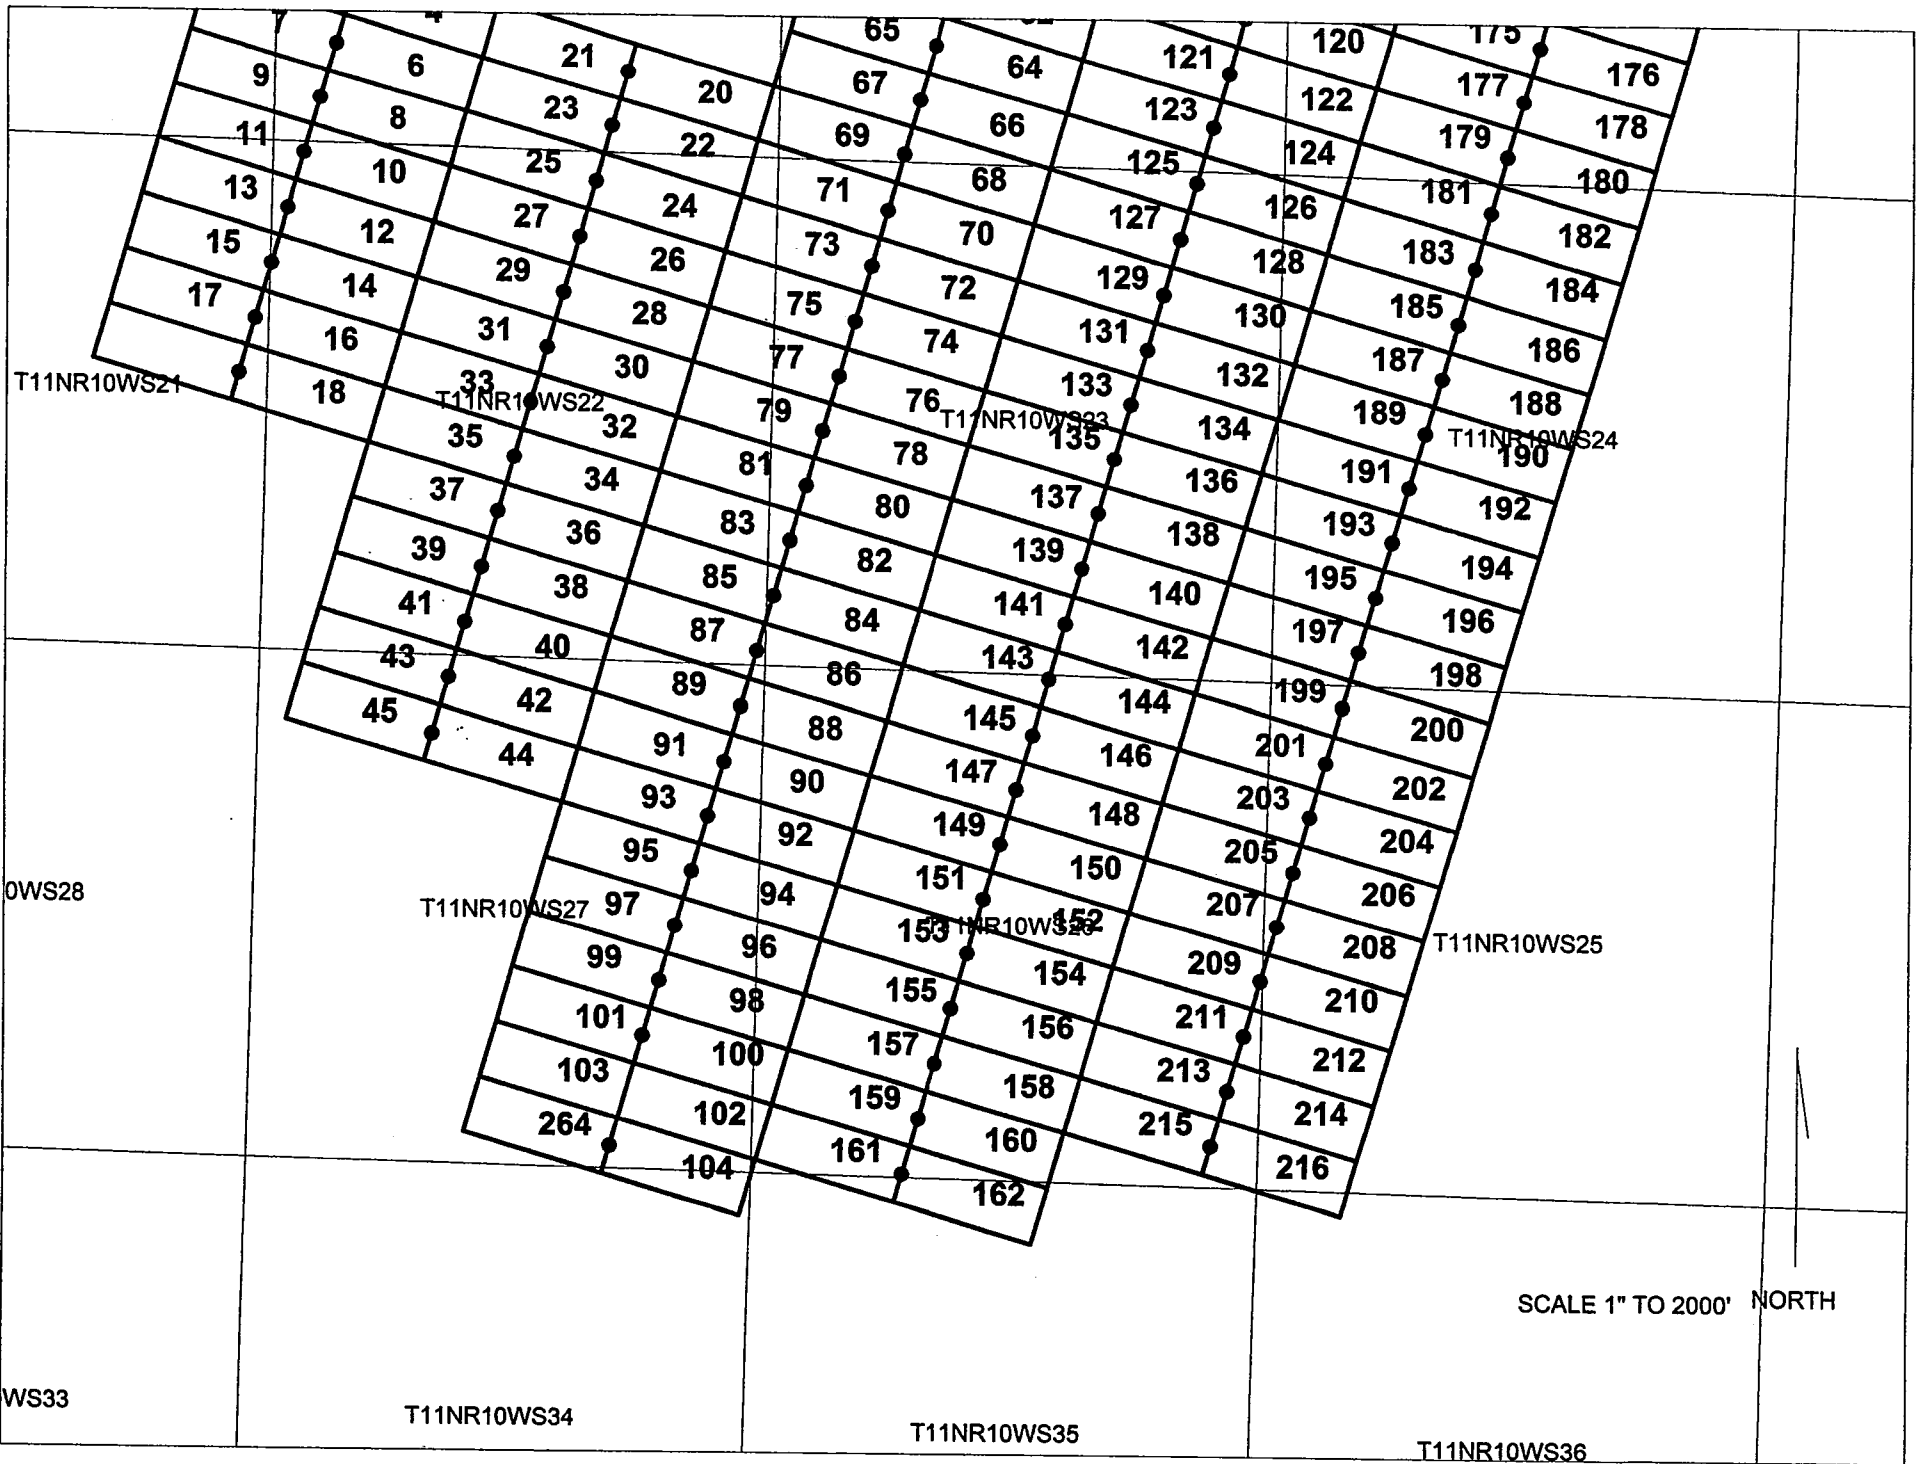 7 4 65 62 120 175
9 6 21 20 67 64 121 122 177 176
11 8 23 22 69 66 123 124 179 178
13 10 25 24 71 68 125 126 181 180
15 12 27 26 73 70 127 128 183 182
17 14 29 28 75 72 129 130 185 184
16 31 30 77 74 131 132 187 186
T11NR10WS21 18 33 T11NR10WS22 32 79 76 T11NR10WS23 133 134 189 188
35 34 81 78 135 136 191 T11NR10WS24 190
37 36 83 80 137 138 193 192
39 38 85 82 139 140 195 194
41 40 87 84 141 142 197 196
43 42 89 86 143 144 199 198
45 44 91 88 145 146 201 200
93 90 147 148 203 202
95 92 149 150 205 204
0WS28 97 94 151 152 207 206
T11NR10WS27 99 96 153 154 209 208 T11NR10WS25
101 98 155 156 211 210
103 100 157 158 213 212
264 102 159 160 215 214
104 161 162 216
SCALE 1" TO 2000' NORTH
WS33 T11NR10WS34 T11NR10WS35 T11NR10WS36